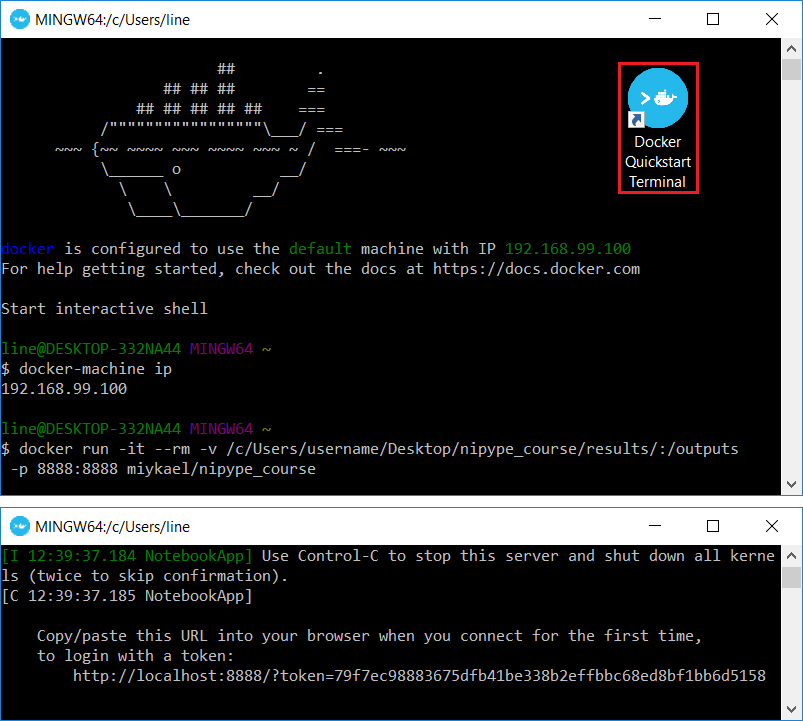 MINGW64:/c/Users/line
                        ##         .
                  ## ## ##        ==
               ## ## ## ## ##    ===
           /"""""""""""""""""\___/ ===
      ~~~ {~~ ~~~~ ~~~ ~~~~ ~~~ ~ /  ===- ~~~
           \______ o           __/
             \    \         __/
              \____\_______/
Docker
Quickstart
Terminal
docker is configured to use the default machine with IP 192.168.99.100
For help getting started, check out the docs at https://docs.docker.com
Start interactive shell
line@DESKTOP-332NA44 MINGW64 ~
$ docker-machine ip
192.168.99.100
line@DESKTOP-332NA44 MINGW64 ~
$ docker run -it --rm -v /c/Users/username/Desktop/nipype_course/results/:/outputs
 -p 8888:8888 miykael/nipype_course
MINGW64:/c/Users/line
[I 12:39:37.184 NotebookApp] Use Control-C to stop this server and shut down all kerne
ls (twice to skip confirmation).
[C 12:39:37.185 NotebookApp]
    Copy/paste this URL into your browser when you connect for the first time,
    to login with a token:
        http://localhost:8888/?token=79f7ec98883675dfb41be338b2effbbc68ed8bf1bb6d5158